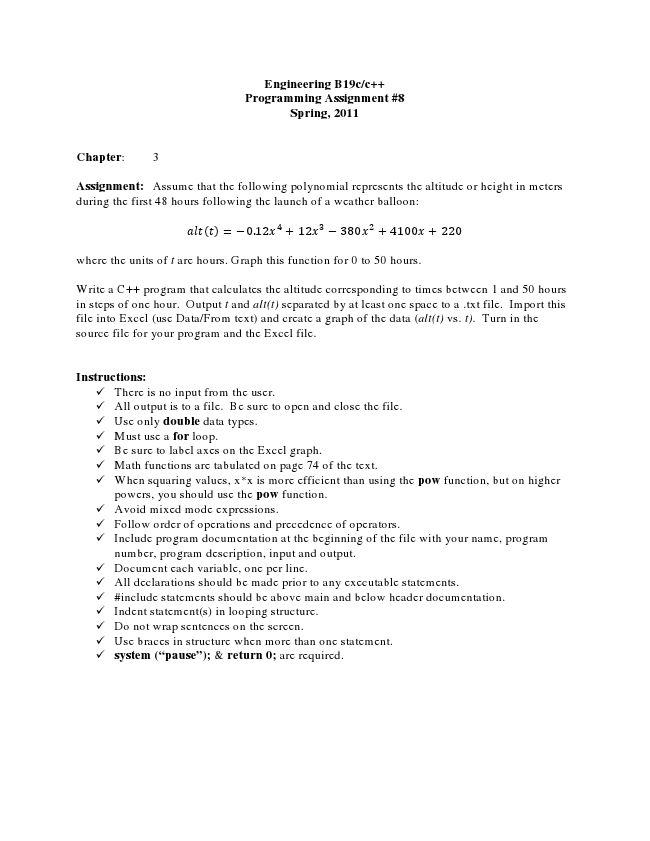 Engineering B19c/c++
Programming Assignment #8
Spring, 2011
Chapter: 3
Assignment: Assume that the following polynomial represents the altitude or height in meters
during the first 48 hours following the launch of a weather balloon:
alt(t) = −0.12x⁴ + 12x³ − 380x² + 4100x + 220
where the units of t are hours. Graph this function for 0 to 50 hours.
Write a C++ program that calculates the altitude corresponding to times between 1 and 50 hours
in steps of one hour. Output t and alt(t) separated by at least one space to a .txt file. Import this
file into Excel (use Data/From text) and create a graph of the data (alt(t) vs. t). Turn in the
source file for your program and the Excel file.
Instructions:
✓ There is no input from the user.
✓ All output is to a file. Be sure to open and close the file.
✓ Use only double data types.
✓ Must use a for loop.
✓ Be sure to label axes on the Excel graph.
✓ Math functions are tabulated on page 74 of the text.
✓ When squaring values, x*x is more efficient than using the pow function, but on higher
powers, you should use the pow function.
✓ Avoid mixed mode expressions.
✓ Follow order of operations and precedence of operators.
✓ Include program documentation at the beginning of the file with your name, program
number, program description, input and output.
✓ Document each variable, one per line.
✓ All declarations should be made prior to any executable statements.
✓ #include statements should be above main and below header documentation.
✓ Indent statement(s) in looping structure.
✓ Do not wrap sentences on the screen.
✓ Use braces in structure when more than one statement.
✓ system (“pause”); & return 0; are required.